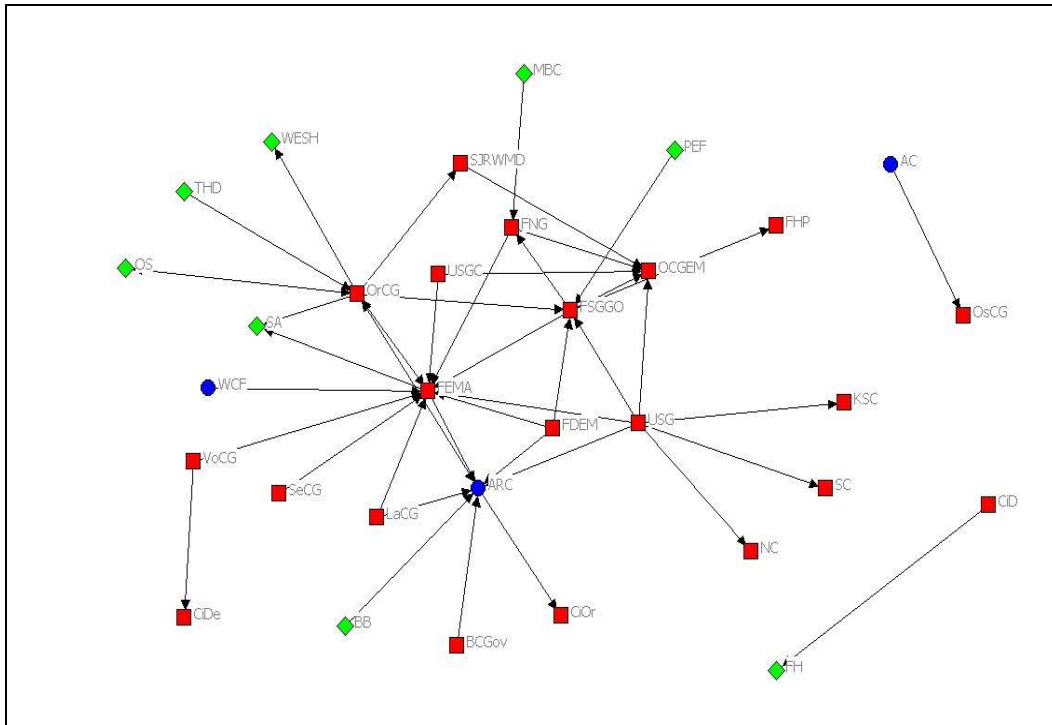 MBC
WESH
PEF
SJRWMD
AC
THD
FHP
FNG
OS
USGC
OCGEM
OrCG
FSGGO
OsCG
SA
WCF
FEMA
KSC
FDEM
USG
VoCG
SeCG
ARC
SC
LaCG
CiD
NC
CiDe
BB
CiOr
BCGov
FH